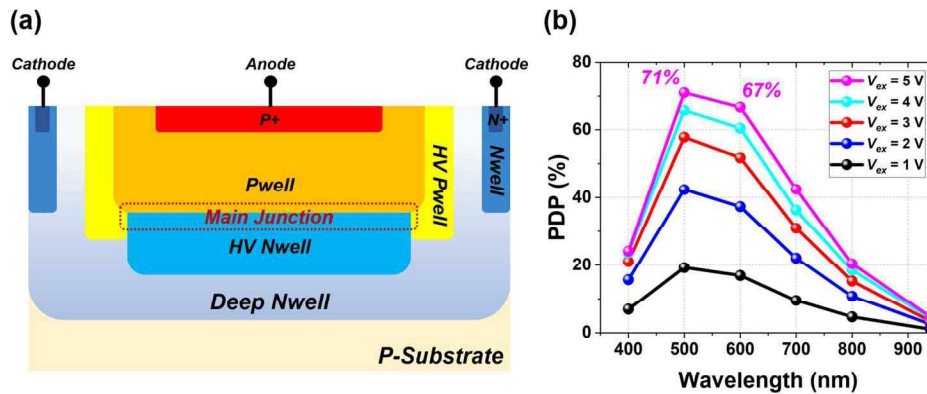 (a)
Cathode
Anode
Cathode
P+
N+
Pwell
HV Pwell
Nwell
Main Junction
HV Nwell
Deep Nwell
P-Substrate
(b)
80
60
40
20
0
PDP (%)
71%
67%
Vex = 5 V
Vex = 4 V
Vex = 3 V
Vex = 2 V
Vex = 1 V
400 500 600 700 800 900
Wavelength (nm)